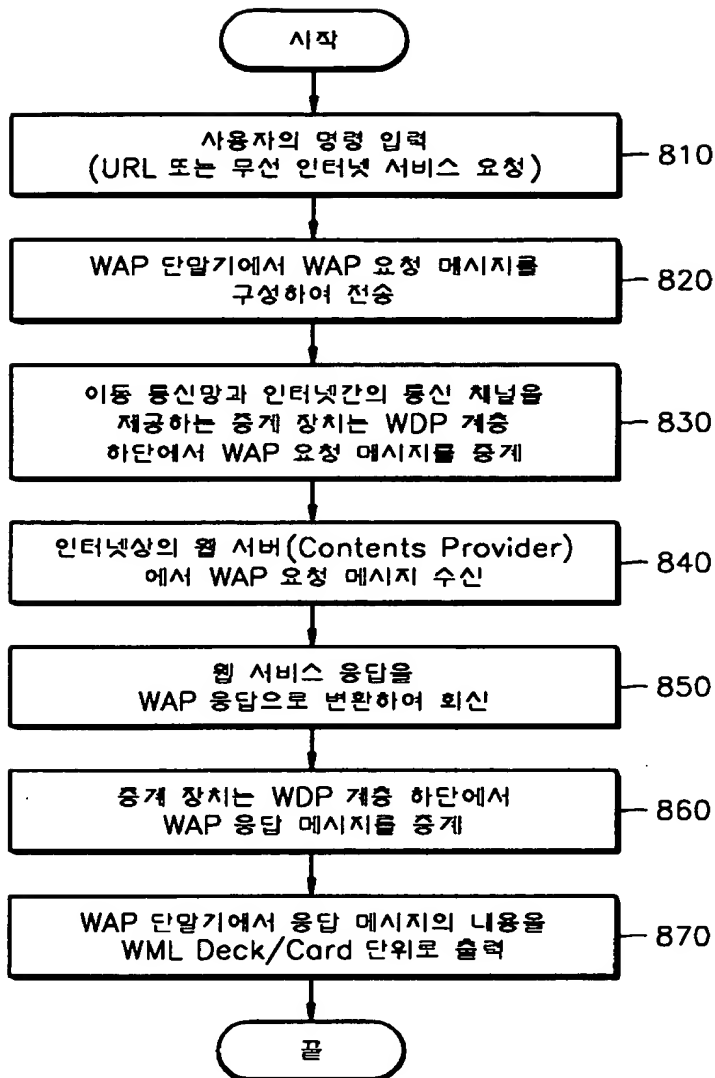 시작
사용자의 명령 입력
(URL 또는 무선 인터넷 서비스 요청)
810
WAP 단말기에서 WAP 요청 메시지를
구성하여 전송
820
이동 통신망과 인터넷간의 통신 채널을
제공하는 중계 장치는 WDP 계층
하단에서 WAP 요청 메시지를 중계
830
인터넷상의 웹 서버(Contents Provider)
에서 WAP 요청 메시지 수신
840
웹 서비스 응답을
WAP 응답으로 변환하여 회신
850
중계 장치는 WDP 계층 하단에서
WAP 응답 메시지를 중계
860
WAP 단말기에서 응답 메시지의 내용을
WML Deck/Card 단위로 출력
870
끝